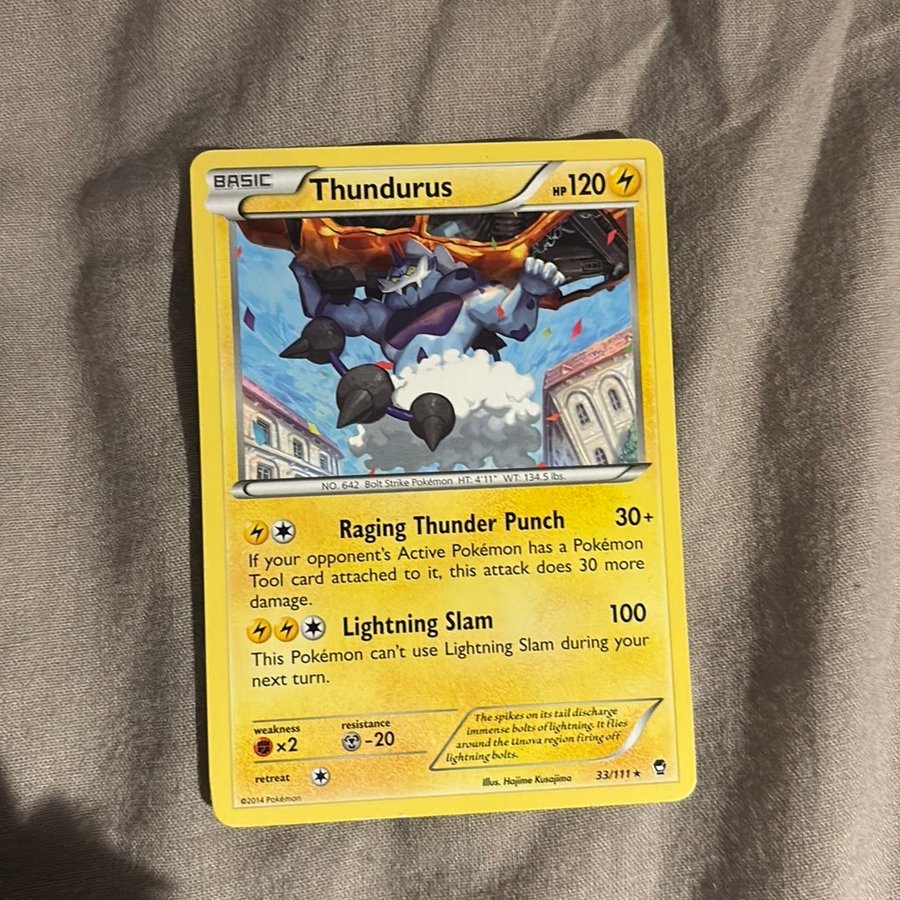 BASIC Thundurus HP 120
NO. 642 Bolt Strike Pokémon HT: 4'11" WT: 134.5 lbs.
Raging Thunder Punch 30+
If your opponent's Active Pokémon has a Pokémon
Tool card attached to it, this attack does 30 more
damage.
Lightning Slam 100
This Pokémon can't use Lightning Slam during your
next turn.
weakness
×2
resistance
-20
retreat
The spikes on its tail discharge
immense bolts of lightning. It flies
around the Unova region firing off
lightning bolts.
Illus. Hajime Kusajima
33/111 ★
©2014 Pokémon